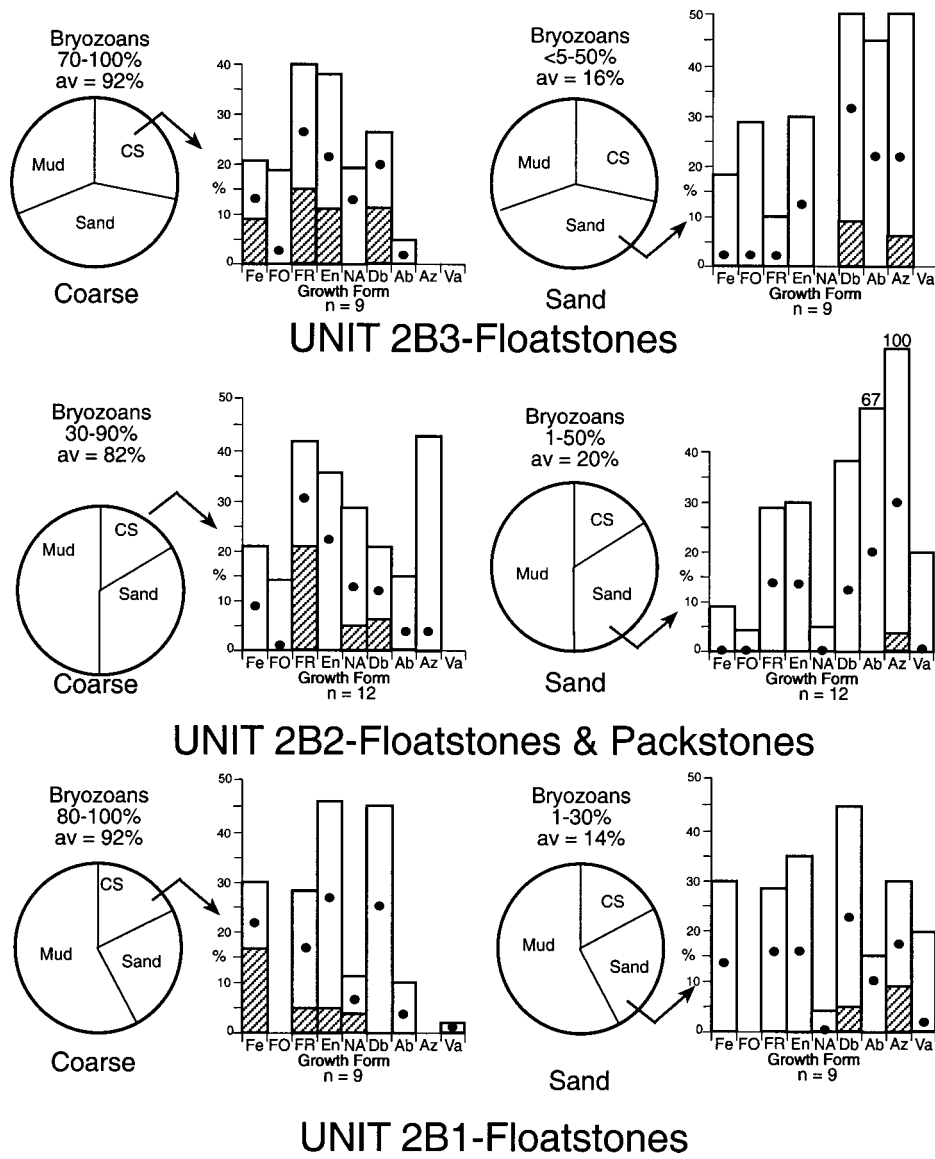 Bryozoans
70-100%
av = 92%
Mud
CS
Sand
Coarse
40
30
20
%
10
0
Fe FO FR En NA Db Ab Az Va
Growth Form
n = 9
Bryozoans
<5-50%
av = 16%
Mud
CS
Sand
Sand
50
40
30
20
%
10
0
Fe FO FR En NA Db Ab Az Va
Growth Form
n = 9
UNIT 2B3-Floatstones
Bryozoans
30-90%
av = 82%
Mud
CS
Sand
Coarse
50
40
30
20
%
10
0
Fe FO FR En NA Db Ab Az Va
Growth Form
n = 12
Bryozoans
1-50%
av = 20%
Mud
CS
Sand
Sand
100
67
40
30
20
%
10
0
Fe FO FR En NA Db Ab Az Va
Growth Form
n = 12
UNIT 2B2-Floatstones & Packstones
Bryozoans
80-100%
av = 92%
CS
Mud
Sand
Coarse
50
40
30
20
%
10
0
Fe FO FR En NA Db Ab Az Va
Growth Form
n = 9
Bryozoans
1-30%
av = 14%
CS
Mud
Sand
Sand
50
40
30
20
%
10
0
Fe FO FR En NA Db Ab Az Va
Growth Form
n = 9
UNIT 2B1-Floatstones